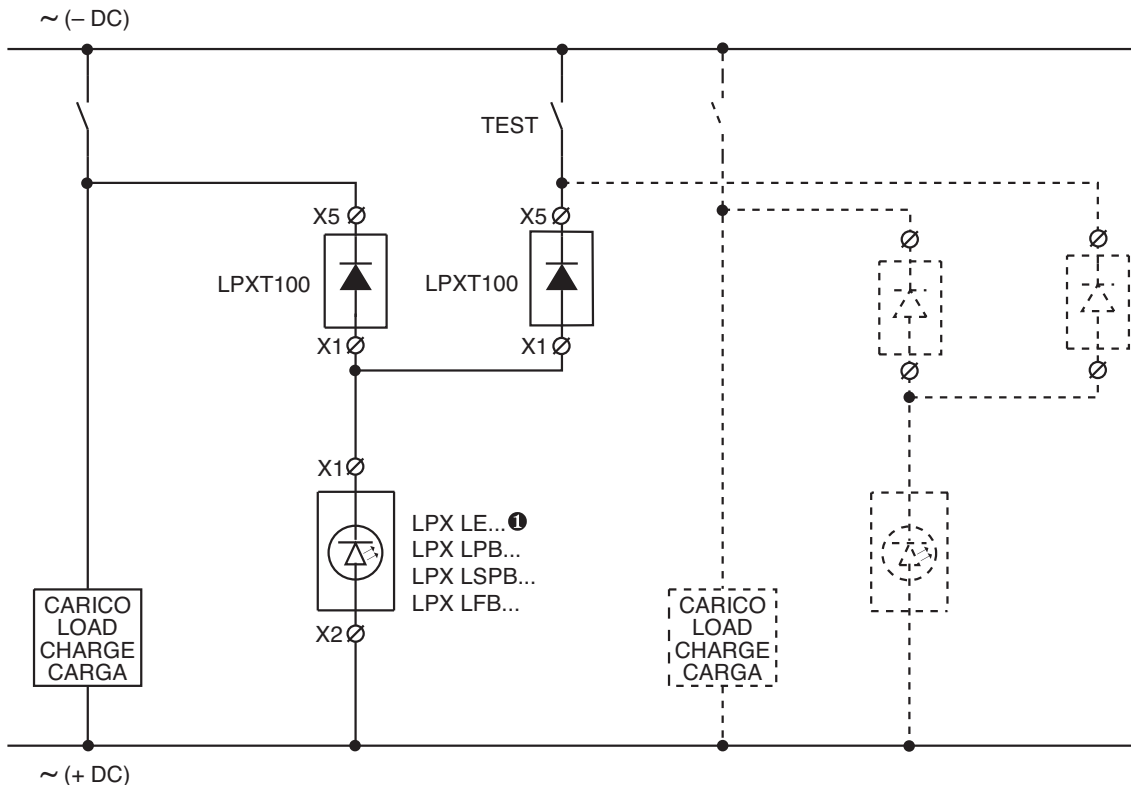 ~ (– DC)
TEST
X5
X5
LPXT100
LPXT100
X1
X1
X1
LPX LE... ❶
LPX LPB...
LPX LSPB...
LPX LFB...
X2
CARICO
LOAD
CHARGE
CARGA
CARICO
LOAD
CHARGE
CARGA
~ (+ DC)